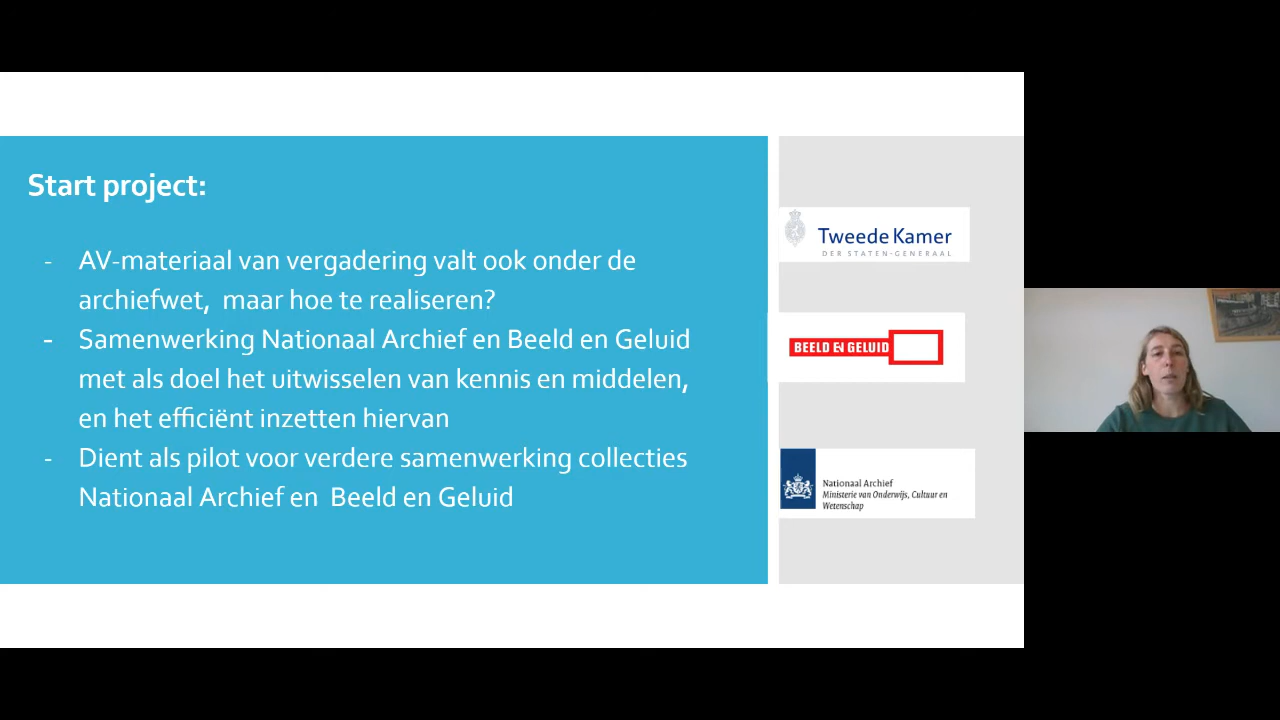 Start project:
- AV-materiaal van vergadering valt ook onder de
archiefwet, maar hoe te realiseren?
- Samenwerking Nationaal Archief en Beeld en Geluid
met als doel het uitwisselen van kennis en middelen,
en het efficiënt inzetten hiervan
- Dient als pilot voor verdere samenwerking collecties
Nationaal Archief en Beeld en Geluid
Tweede Kamer
DER STATEN-GENERAAL
BEELD EN GELUID
Nationaal Archief
Ministerie van Onderwijs, Cultuur en
Wetenschap